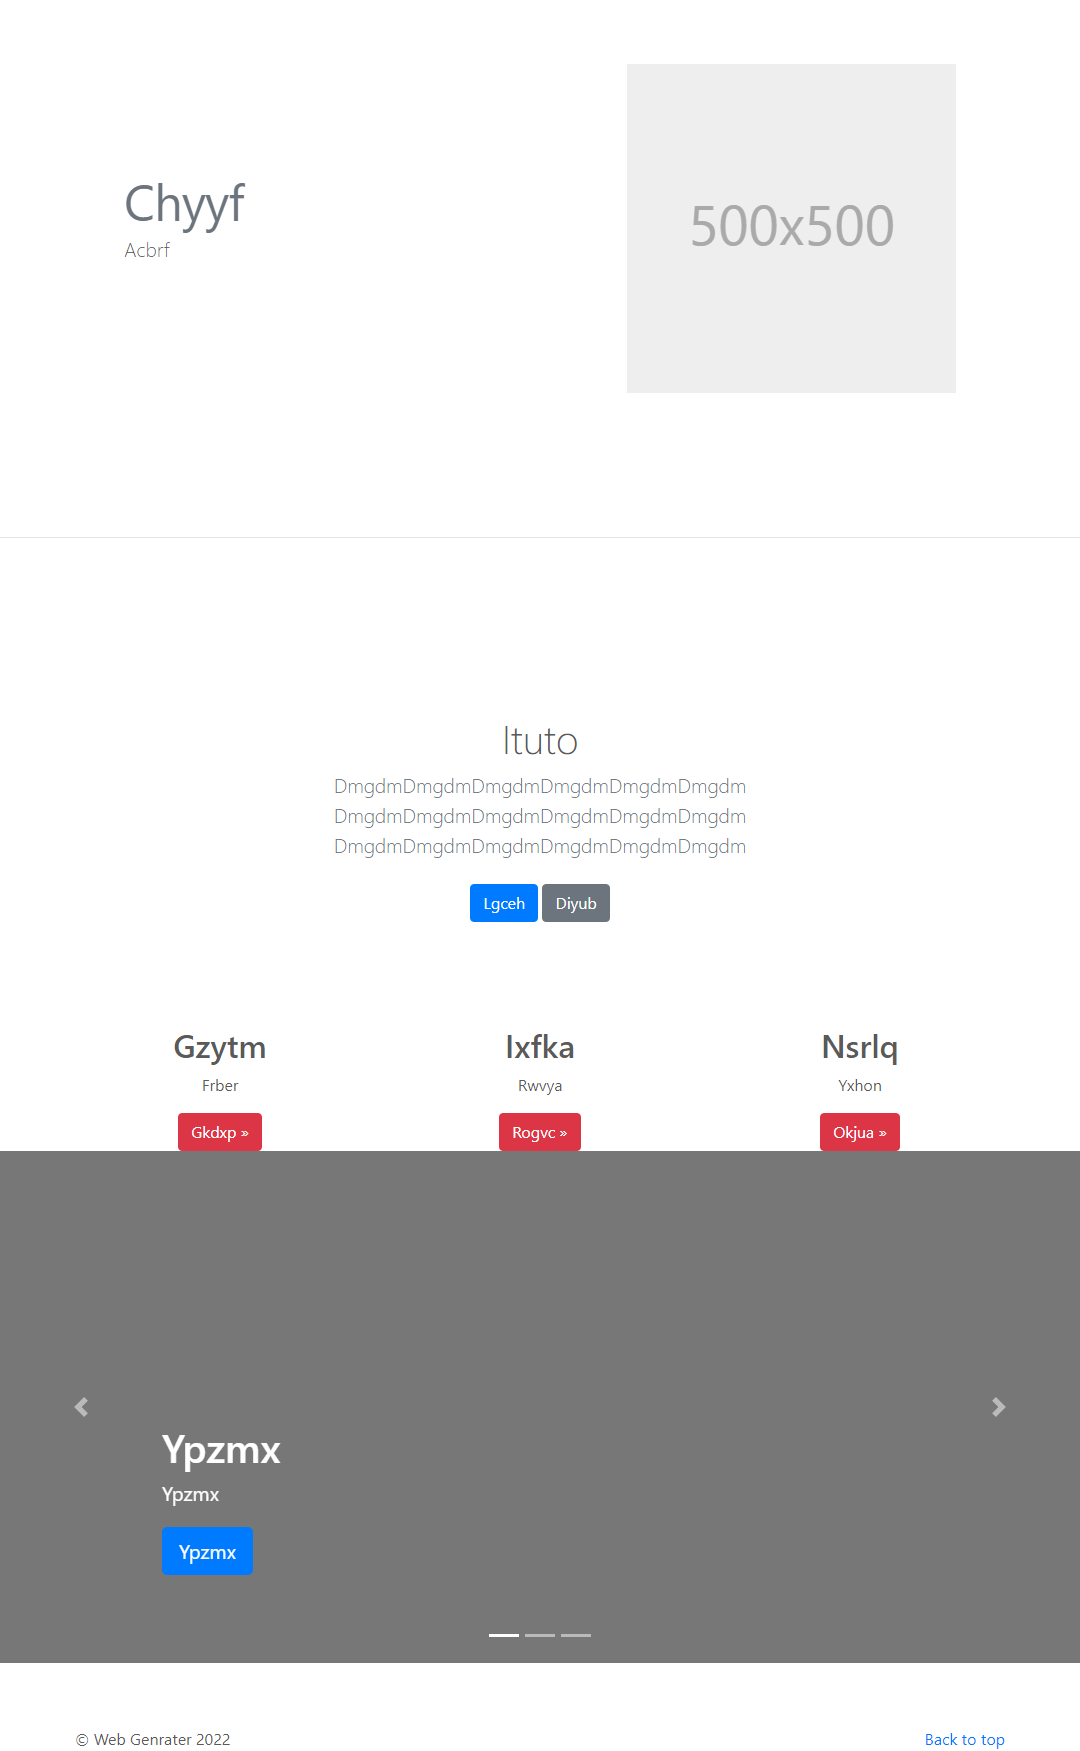 Chyyf
Acbrf
500x500
Ituto
DmgdmDmgdmDmgdmDmgdmDmgdmDmgdm
DmgdmDmgdmDmgdmDmgdmDmgdmDmgdm
DmgdmDmgdmDmgdmDmgdmDmgdmDmgdm
Lgceh Diyub
Gzytm Ixfka Nsrlq
Frber Rwvya Yxhon
Gkdxp » Rogvc » Okjua »
Ypzmx
Ypzmx
Ypzmx
© Web Genrater 2022 Back to top